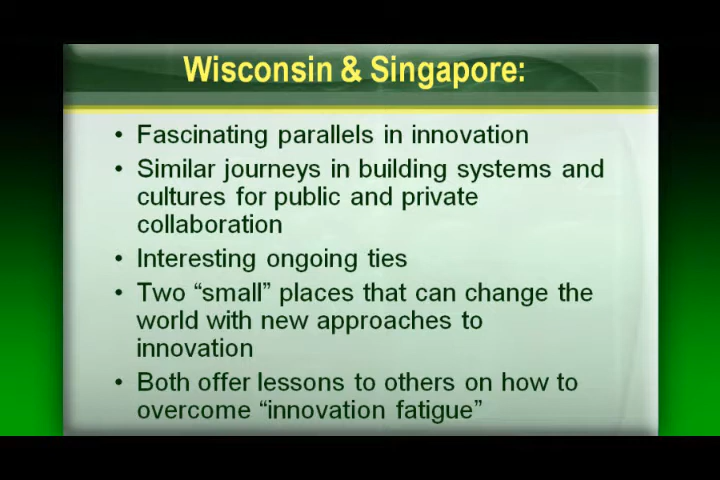 Wisconsin & Singapore:
• Fascinating parallels in innovation
• Similar journeys in building systems and
cultures for public and private
collaboration
• Interesting ongoing ties
• Two “small” places that can change the
world with new approaches to
innovation
• Both offer lessons to others on how to
overcome “innovation fatigue”